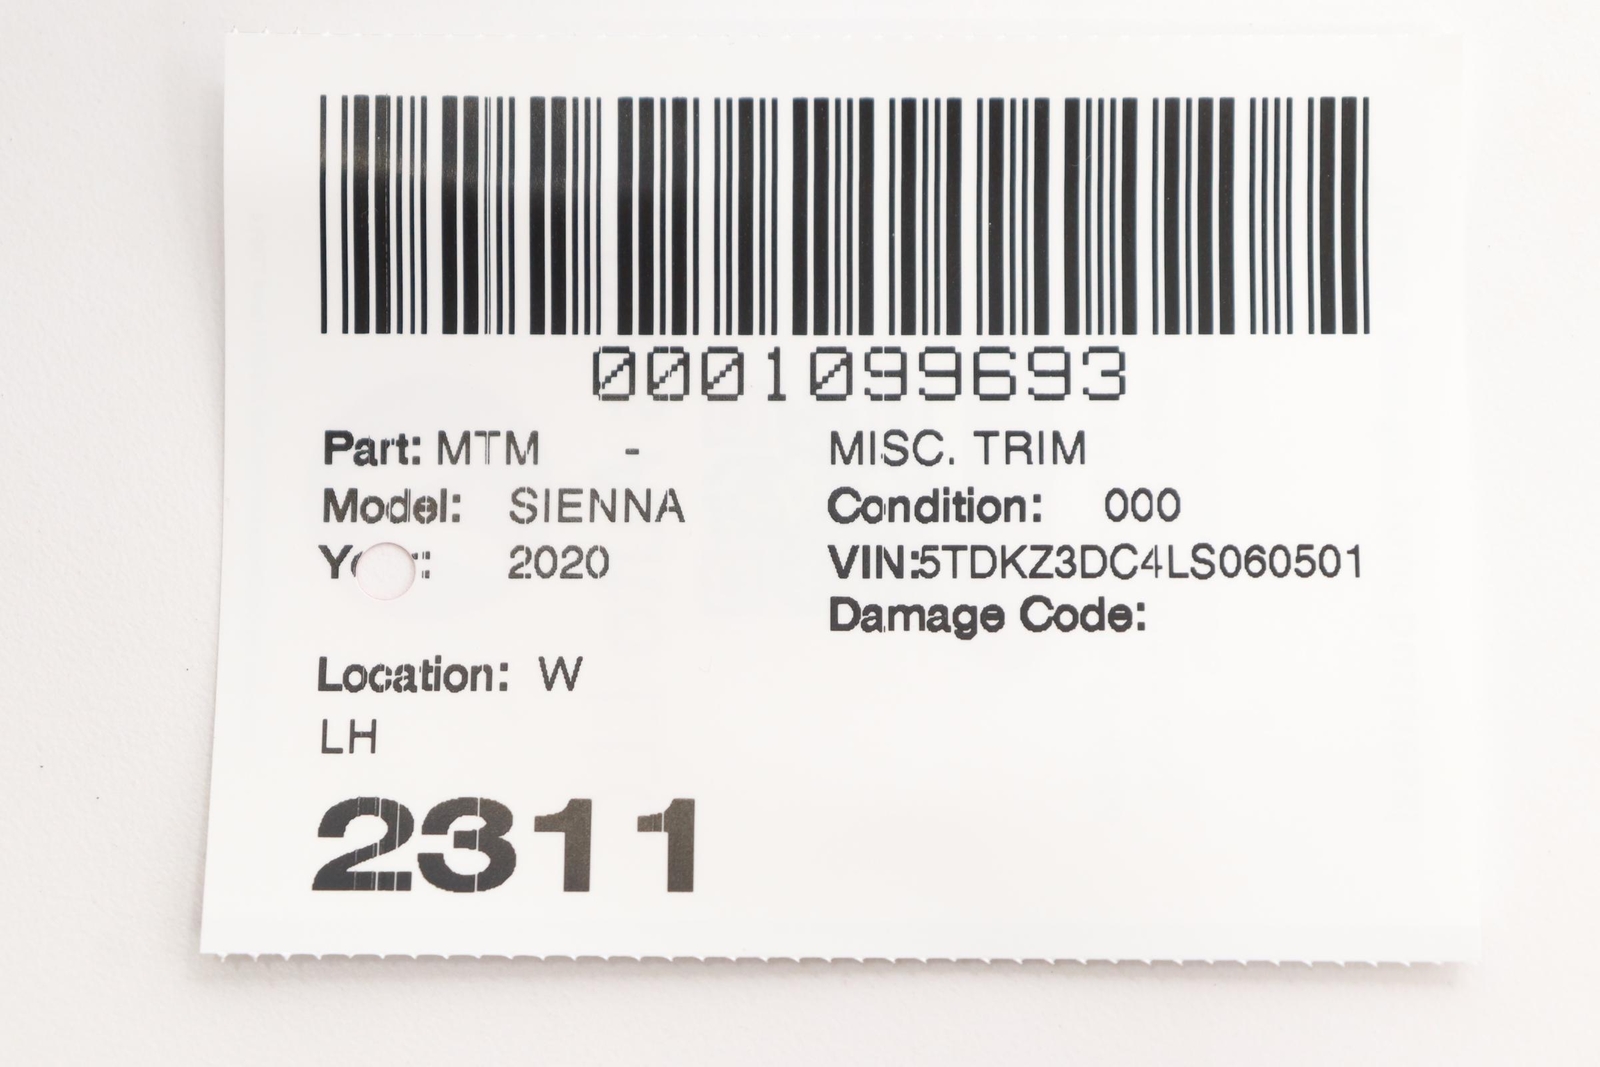 0001099693
Part: MTM - MISC. TRIM
Model: SIENNA Condition: 000
2020 VIN:5TDKZ3DC4LS060501
Damage Code:
Location: W
LH
2311